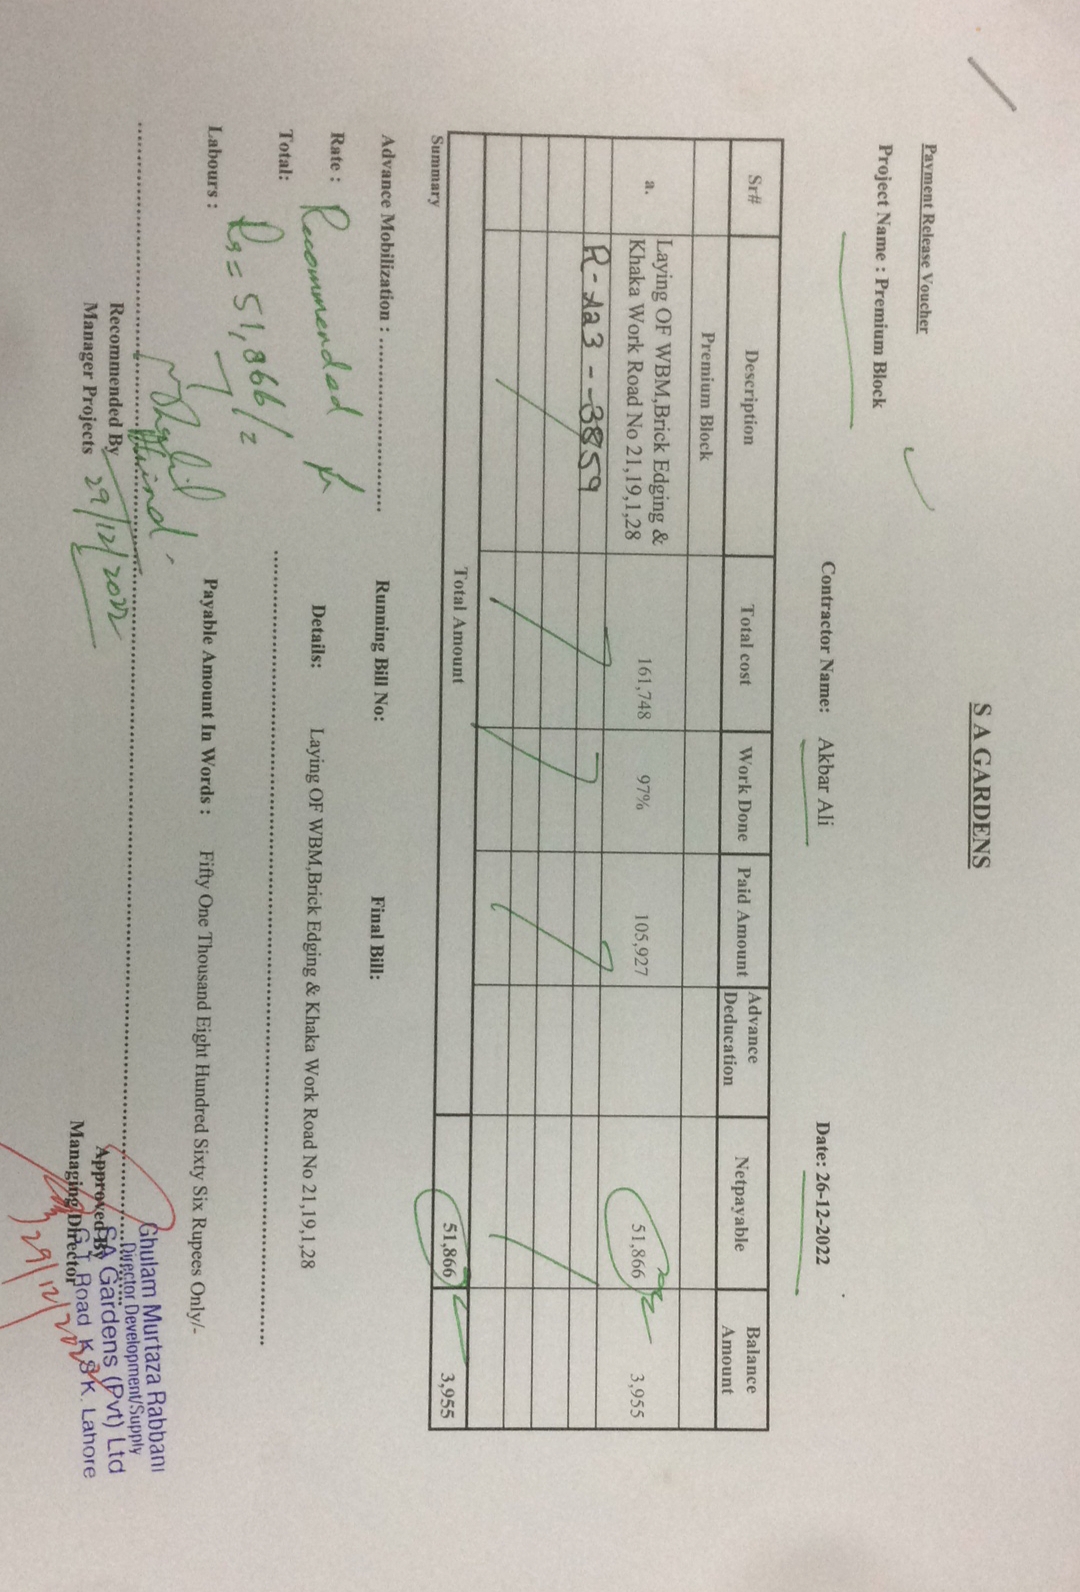 S A GARDENS
Payment Release Voucher
Project Name : Premium Block
Contractor Name: Akbar Ali Date: 26-12-2022
Sr# Description Total cost Work Done Paid Amount Advance Deducation Netpayable Balance Amount
Premium Block
a. Laying OF WBM,Brick Edging & Khaka Work Road No 21,19,1,28 161,748 97% 105,927 51,866 3,955
R-123--3859
Total Amount 51,866 3,955
Summary
Advance Mobilization : .......................... Running Bill No: Final Bill:
Rate : Recommended Details: Laying OF WBM,Brick Edging & Khaka Work Road No 21,19,1,28
Total:
Rs = 51,866/=
Labours : Payable Amount In Words : Fifty One Thousand Eight Hundred Sixty Six Rupees Only/-
Recommended By Approved By
Manager Projects 29/12/2022 Managing Director
29/12/2022
Ghulam Murtaza Rabbani
Director Development/Supply
S.A Gardens (Pvt) Ltd
G.T. Road K.S.K. Lahore